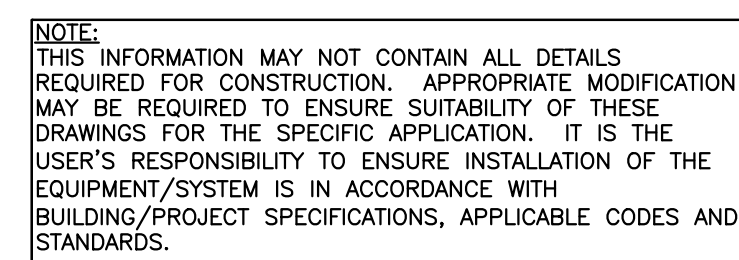 NOTE:
THIS INFORMATION MAY NOT CONTAIN ALL DETAILS
REQUIRED FOR CONSTRUCTION. APPROPRIATE MODIFICATION
MAY BE REQUIRED TO ENSURE SUITABILITY OF THESE
DRAWINGS FOR THE SPECIFIC APPLICATION. IT IS THE
USER'S RESPONSIBILITY TO ENSURE INSTALLATION OF THE
EQUIPMENT/SYSTEM IS IN ACCORDANCE WITH
BUILDING/PROJECT SPECIFICATIONS, APPLICABLE CODES AND
STANDARDS.